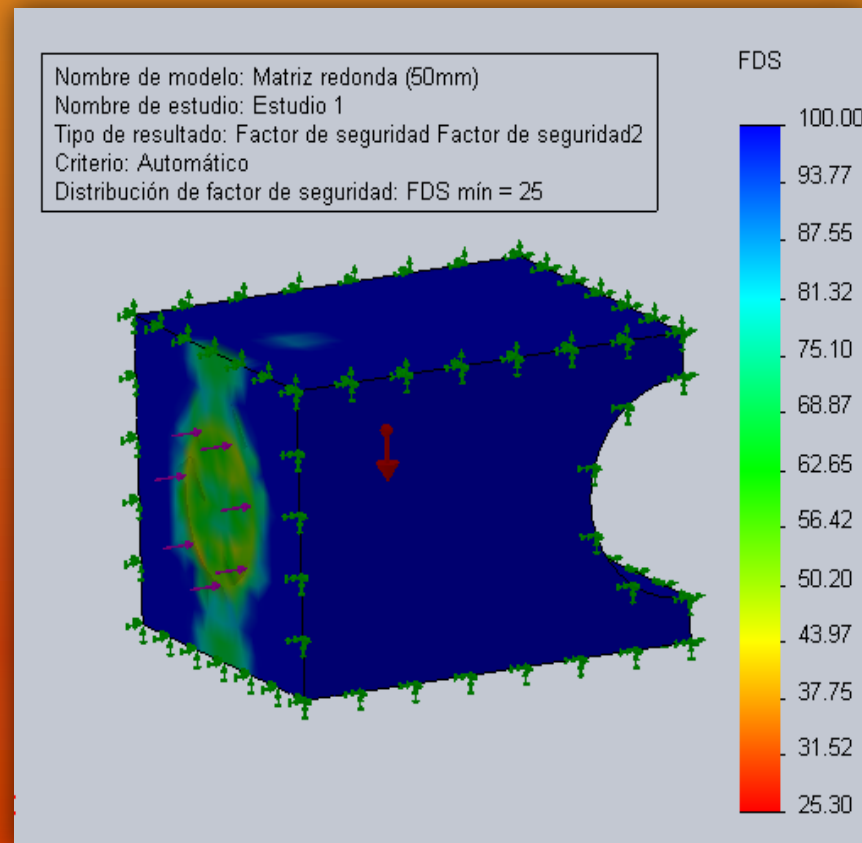 Nombre de modelo: Matriz redonda (50mm)
Nombre de estudio: Estudio 1
Tipo de resultado: Factor de seguridad Factor de seguridad2
Criterio: Automático
Distribución de factor de seguridad: FDS mín = 25
FDS
100.00
93.77
87.55
81.32
75.10
68.87
62.65
56.42
50.20
43.97
37.75
31.52
25.30